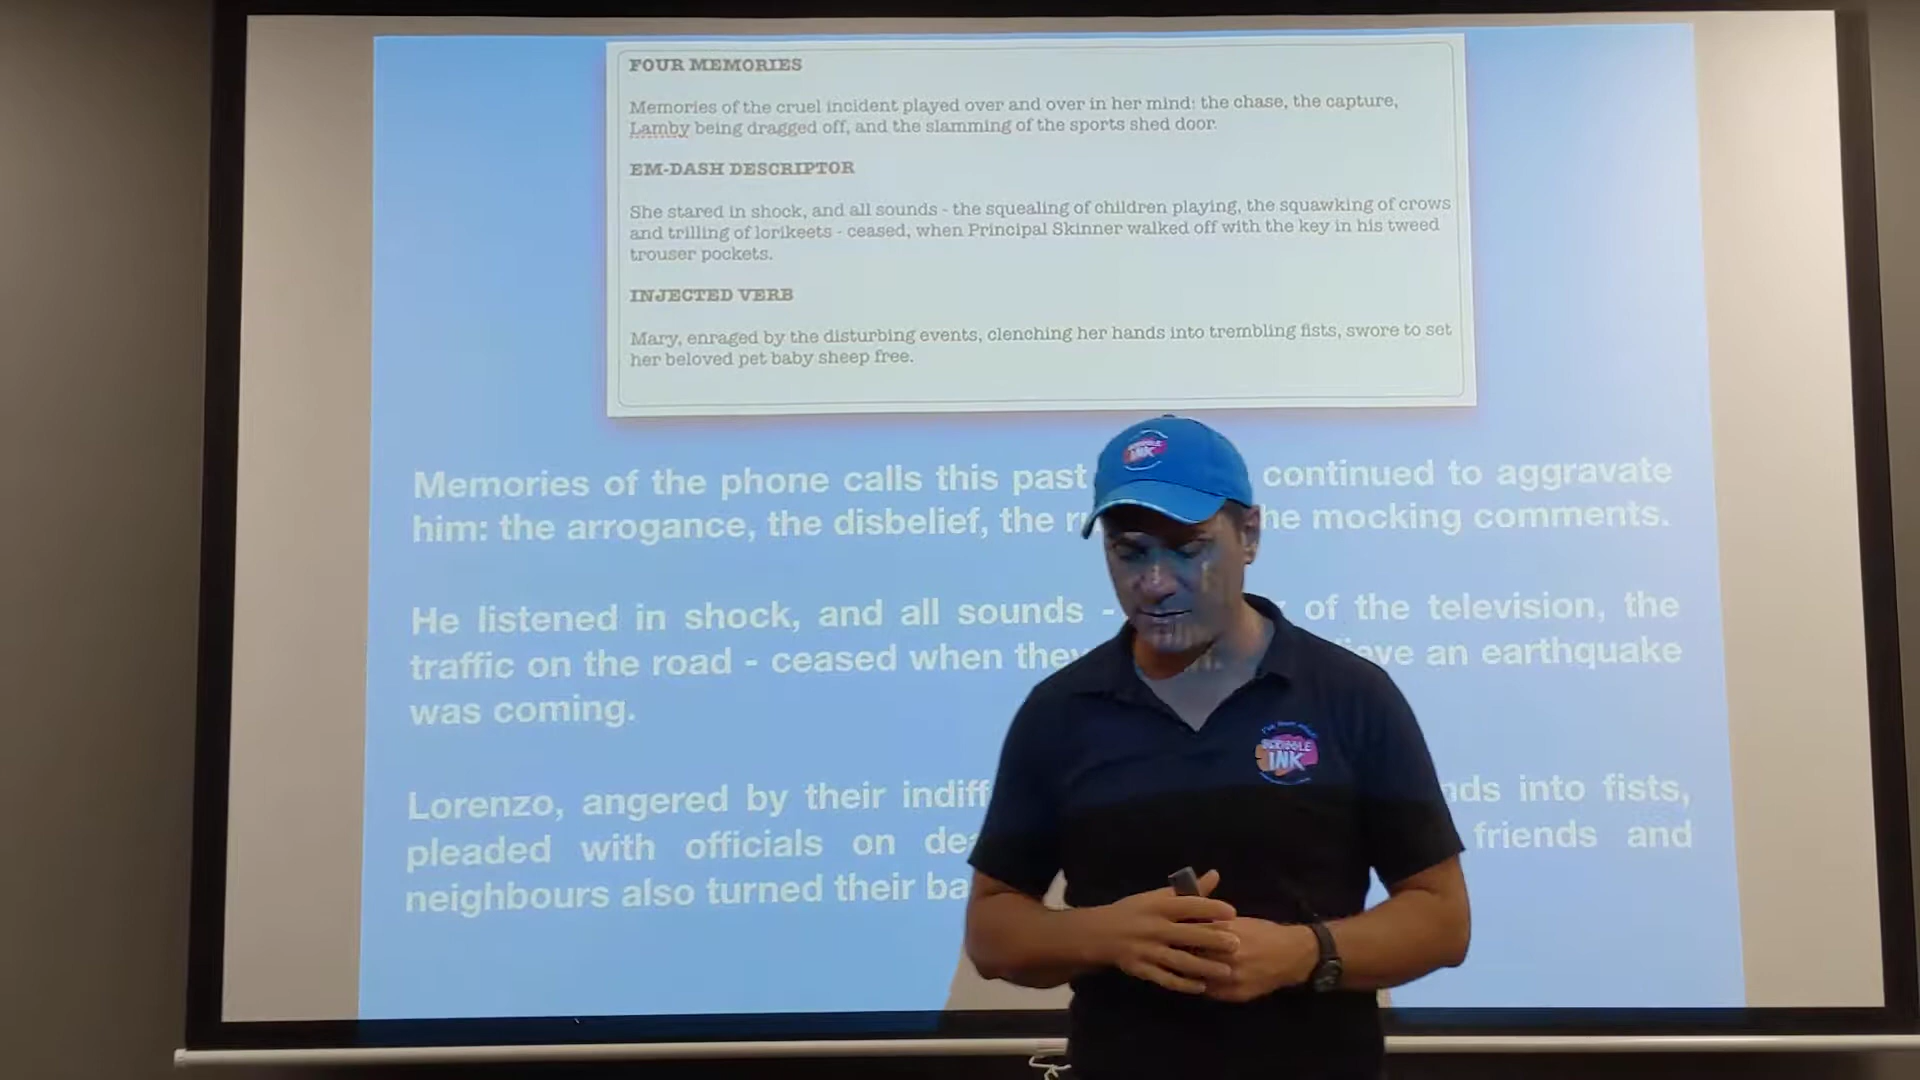 FOUR MEMORIES
Memories of the cruel incident played over and over in her mind: the chase, the capture,
Lamby being dragged off, and the slamming of the sports shed door.
EM-DASH DESCRIPTOR
She stared in shock, and all sounds - the squealing of children playing, the squawking of crows
and trilling of lorikeets - ceased, when Principal Skinner walked off with the key in his tweed
trouser pockets.
INJECTED VERB
Mary, enraged by the disturbing events, clenching her hands into trembling fists, swore to set
her beloved pet baby sheep free.
Memories of the phone calls this past continued to aggravate
him: the arrogance, the disbelief, the mocking comments.
He listened in shock, and all sounds - of the television, the
traffic on the road - ceased when they an earthquake
was coming.
Lorenzo, angered by their into fists,
pleaded with officials on friends and
neighbours also turned their
SCRIBBLE
INK
SCRIBBLE
INK